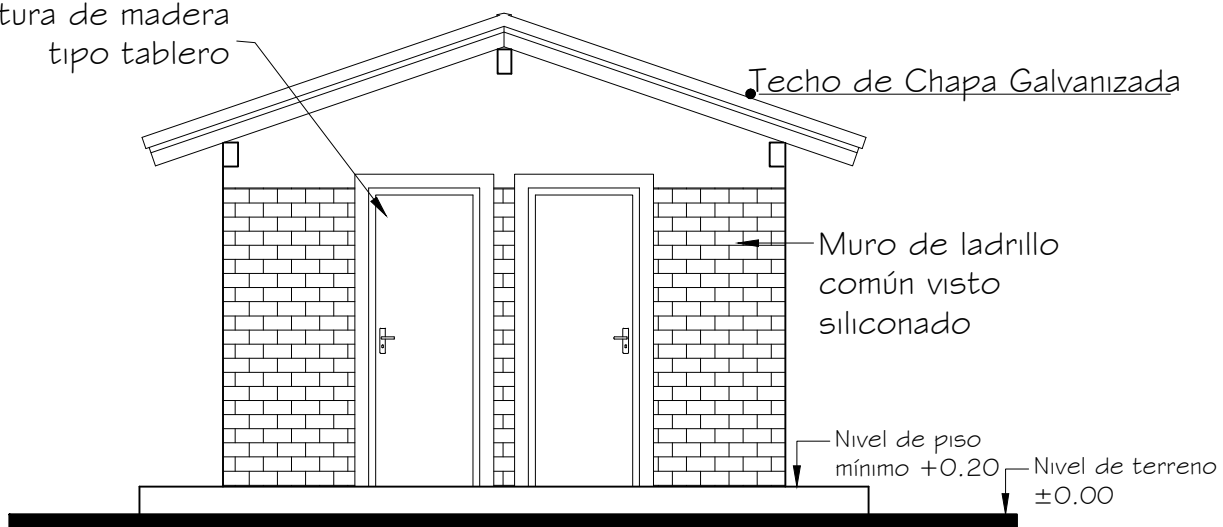 de madera
tipo tablero
Techo de Chapa Galvanizada
Muro de ladrillo
común visto
siliconado
Nivel de piso
mínimo +0.20
Nivel de terreno
±0.00